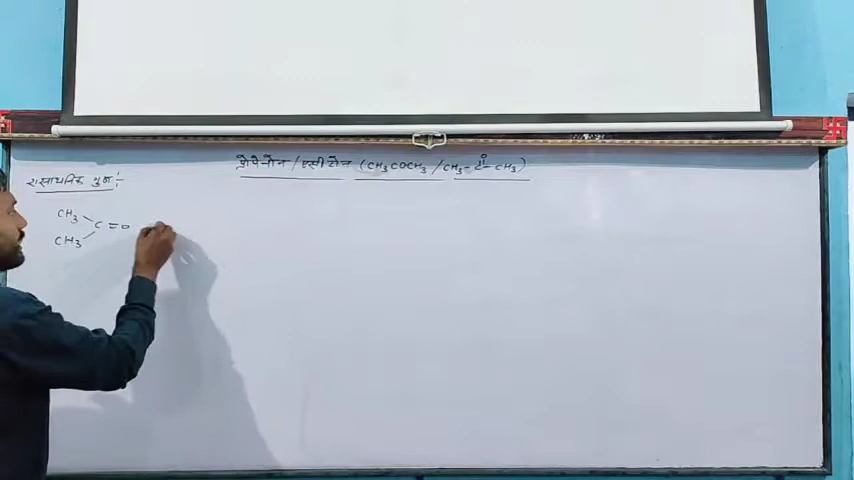 प्रोपेनोन / एसीटोन (CH₃COCH₃ / CH₃-C-CH₃)
O
रासायनिक गुण :-
CH₃
C = O
CH₃